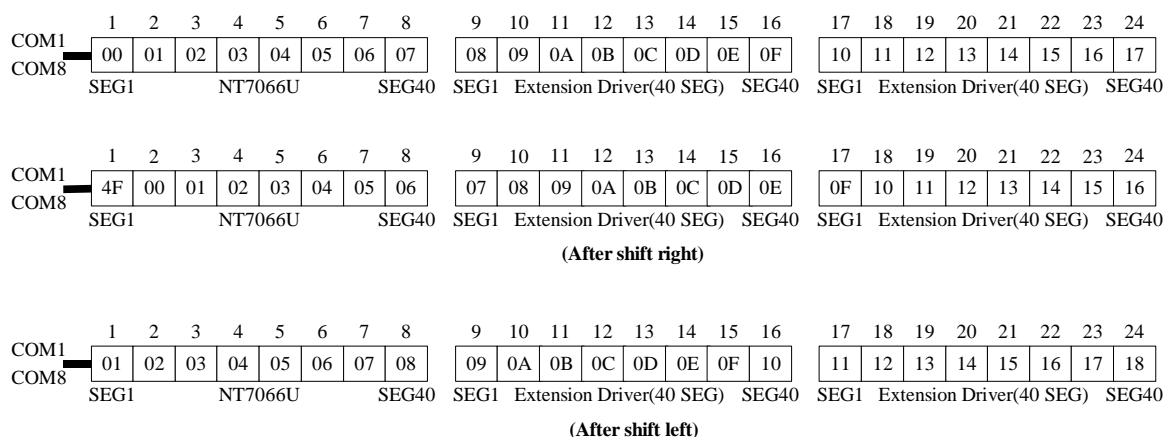 1 2 3 4 5 6 7 8 9 10 11 12 13 14 15 16 17 18 19 20 21 22 23 24
COM1
00 01 02 03 04 05 06 07 08 09 0A 0B 0C 0D 0E 0F 10 11 12 13 14 15 16 17
COM8
SEG1 NT7066U SEG40 SEG1 Extension Driver(40 SEG) SEG40 SEG1 Extension Driver(40 SEG) SEG40
1 2 3 4 5 6 7 8 9 10 11 12 13 14 15 16 17 18 19 20 21 22 23 24
COM1
4F 00 01 02 03 04 05 06 07 08 09 0A 0B 0C 0D 0E 0F 10 11 12 13 14 15 16
COM8
SEG1 NT7066U SEG40 SEG1 Extension Driver(40 SEG) SEG40 SEG1 Extension Driver(40 SEG) SEG40
(After shift right)
1 2 3 4 5 6 7 8 9 10 11 12 13 14 15 16 17 18 19 20 21 22 23 24
COM1
01 02 03 04 05 06 07 08 09 0A 0B 0C 0D 0E 0F 10 11 12 13 14 15 16 17 18
COM8
SEG1 NT7066U SEG40 SEG1 Extension Driver(40 SEG) SEG40 SEG1 Extension Driver(40 SEG) SEG40
(After shift left)